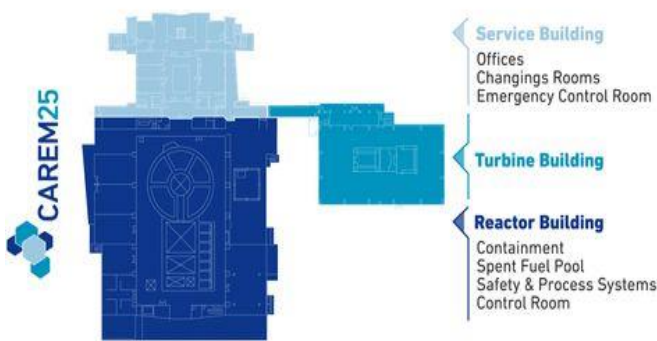 CAREM25
Service Building
Offices
Changings Rooms
Emergency Control Room
Turbine Building
Reactor Building
Containment
Spent Fuel Pool
Safety & Process Systems
Control Room